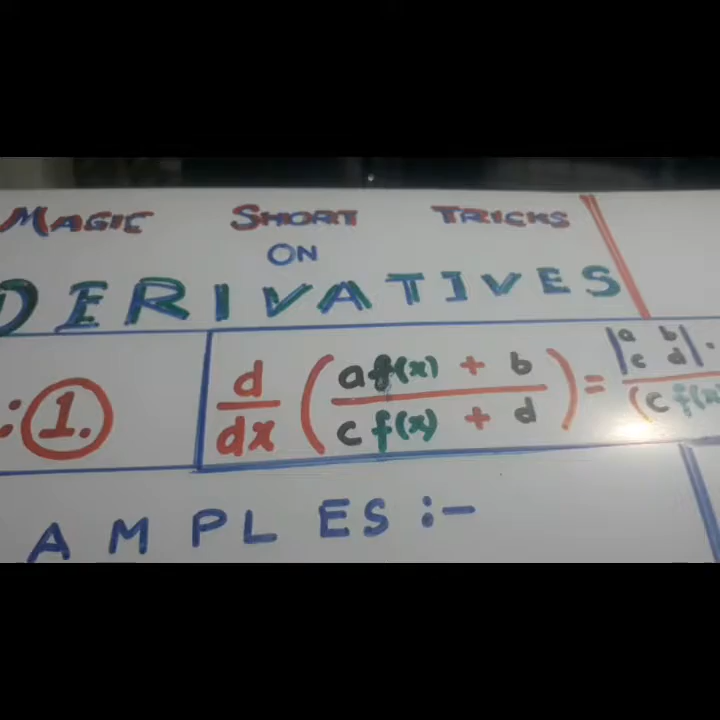 MAGIC SHORT TRICKS
ON
DERIVATIVES
:1. d/dx (af(x) + b / cf(x) + d) = |a b c d| · / (c f(x)
AMPLES :-